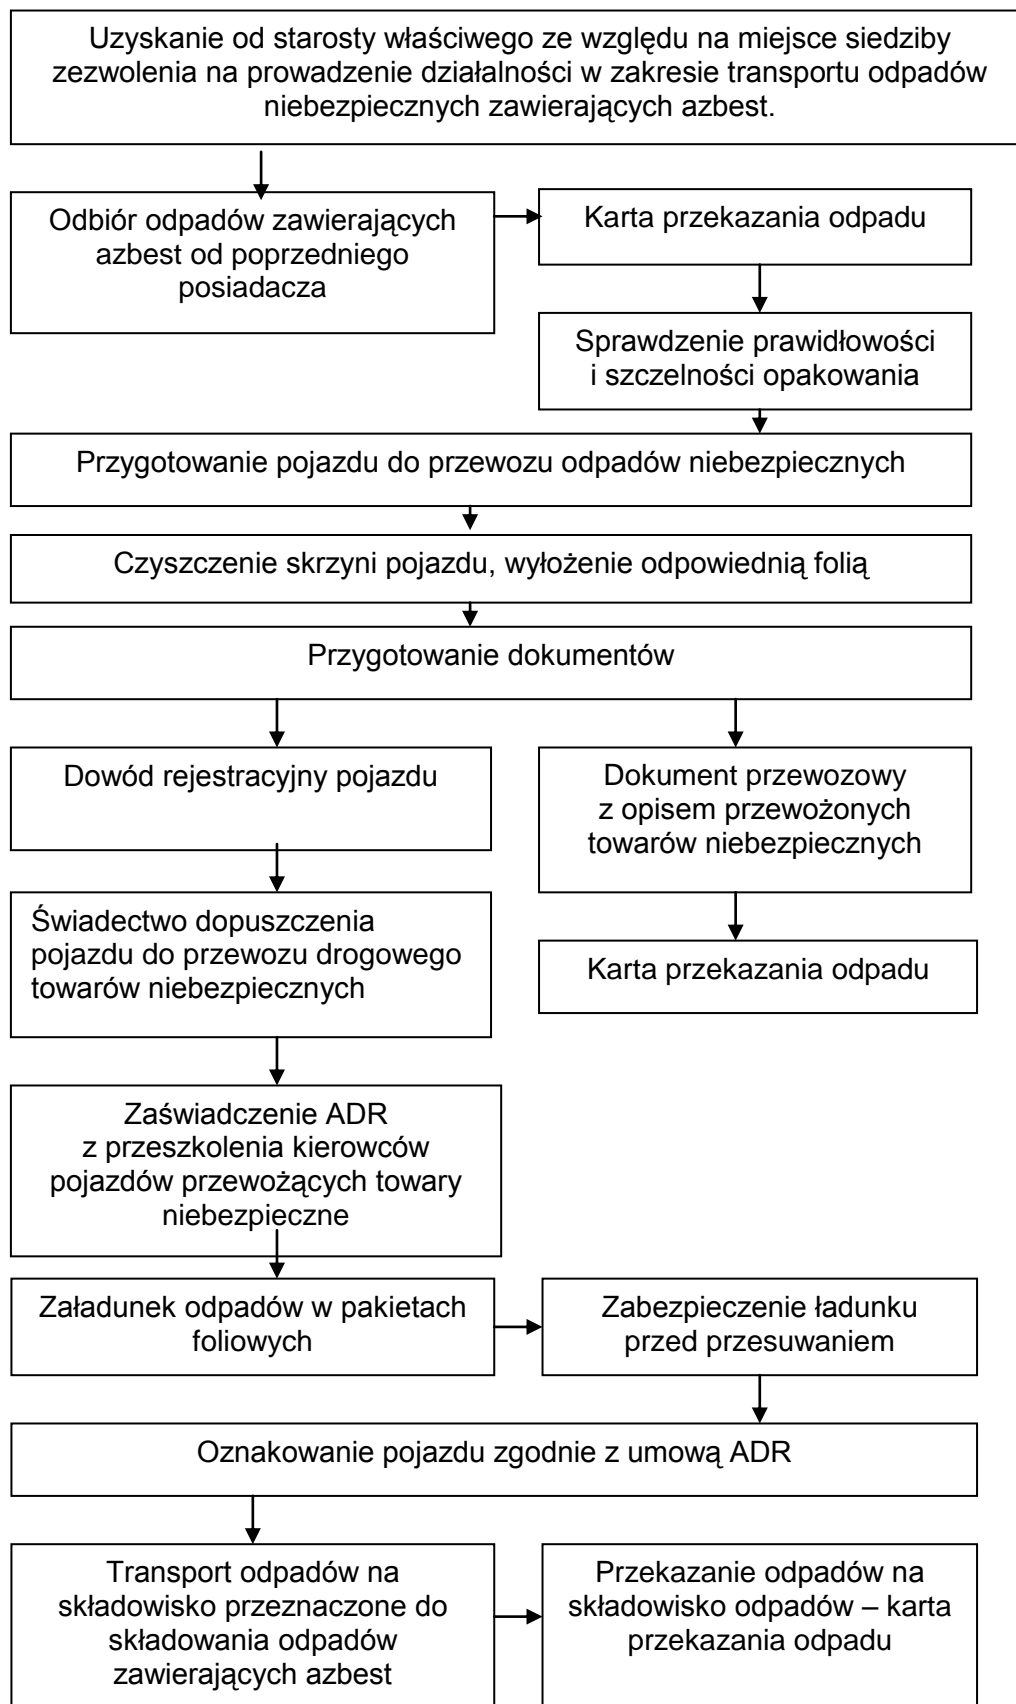 Uzyskanie od starosty właściwego ze względu na miejsce siedziby
zezwolenia na prowadzenie działalności w zakresie transportu odpadów
niebezpiecznych zawierających azbest.
Odbiór odpadów zawierających
azbest od poprzedniego
posiadacza
Karta przekazania odpadu
Sprawdzenie prawidłowości
i szczelności opakowania
Przygotowanie pojazdu do przewozu odpadów niebezpiecznych
Czyszczenie skrzyni pojazdu, wyłożenie odpowiednią folią
Przygotowanie dokumentów
Dowód rejestracyjny pojazdu
Dokument przewozowy
z opisem przewożonych
towarów niebezpiecznych
Świadectwo dopuszczenia
pojazdu do przewozu drogowego
towarów niebezpiecznych
Karta przekazania odpadu
Zaświadczenie ADR
z przeszkolenia kierowców
pojazdów przewożących towary
niebezpieczne
Załadunek odpadów w pakietach
foliowych
Zabezpieczenie ładunku
przed przesuwaniem
Oznakowanie pojazdu zgodnie z umową ADR
Transport odpadów na
składowisko przeznaczone do
składowania odpadów
zawierających azbest
Przekazanie odpadów na
składowisko odpadów – karta
przekazania odpadu